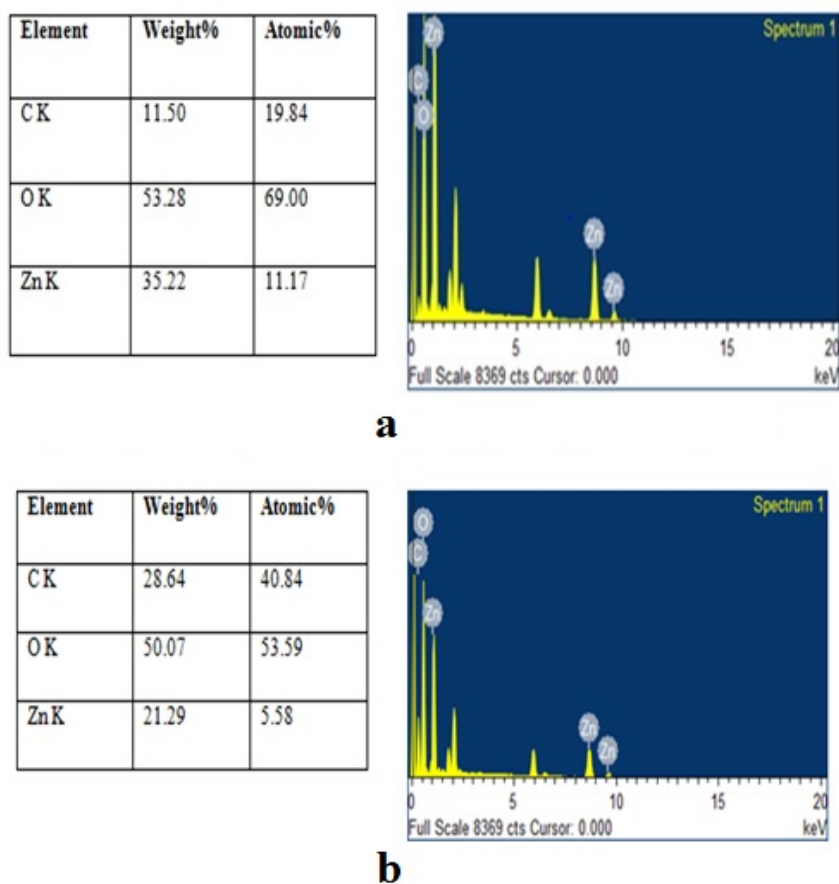 Element Weight% Atomic%
C K 11.50 19.84
O K 53.28 69.00
Zn K 35.22 11.17
Spectrum 1
Zn
C
O
Zn
Zn
0 5 10 15 20
Full Scale 8369 cts Cursor: 0.000 keV
a
Element Weight% Atomic%
C K 28.64 40.84
O K 50.07 53.59
Zn K 21.29 5.58
Spectrum 1
O
C
Zn
Zn
Zn
0 5 10 15 20
Full Scale 8369 cts Cursor: 0.000 keV
b